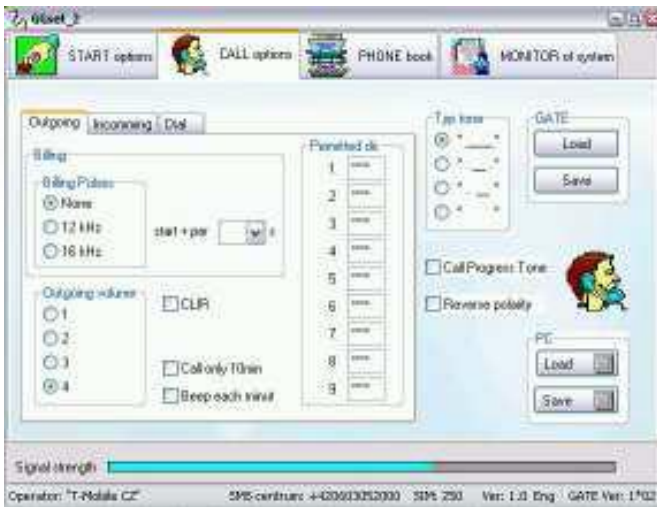 GSset_2
START options
CALL options
PHONE book
MONITOR of system
Outgoing
Incomming
Dial
Billing
Billing Pulses
None
12 kHz
16 kHz
start + per
s
Outgoing volume
1
2
3
4
CLIR
Call only 10min
Beep each minut
Permitted de
1 ****
2 ****
3 ****
4 ****
5 ****
6 ****
7 ****
8 ****
9 ****
Typ tone
GATE
Load
Save
Call Progress Tone
Reverse polarity
PC
Load
Save
Signal strength
Operator: "T-Mobile CZ"
SMS centrum: +420603052000
SIM: 250
Ver: 1.0 Eng
GATE Ver: 1*02